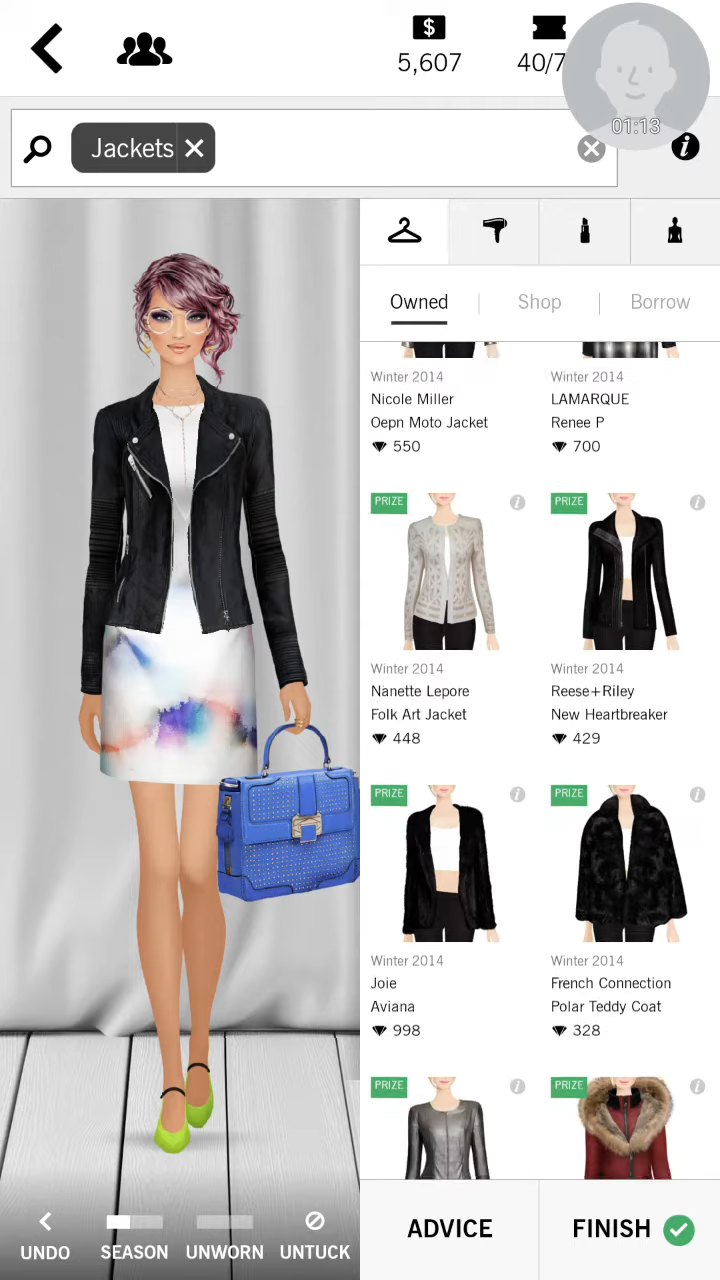 $
5,607
40/7
01:13
Jackets
Owned
Shop
Borrow
Winter 2014
Nicole Miller
Oepn Moto Jacket
550
Winter 2014
LAMARQUE
Renee P
700
PRIZE
Winter 2014
Nanette Lepore
Folk Art Jacket
448
PRIZE
Winter 2014
Reese+Riley
New Heartbreaker
429
PRIZE
Winter 2014
Joie
Aviana
998
PRIZE
Winter 2014
French Connection
Polar Teddy Coat
328
PRIZE
PRIZE
UNDO
SEASON
UNWORN
UNTUCK
ADVICE
FINISH